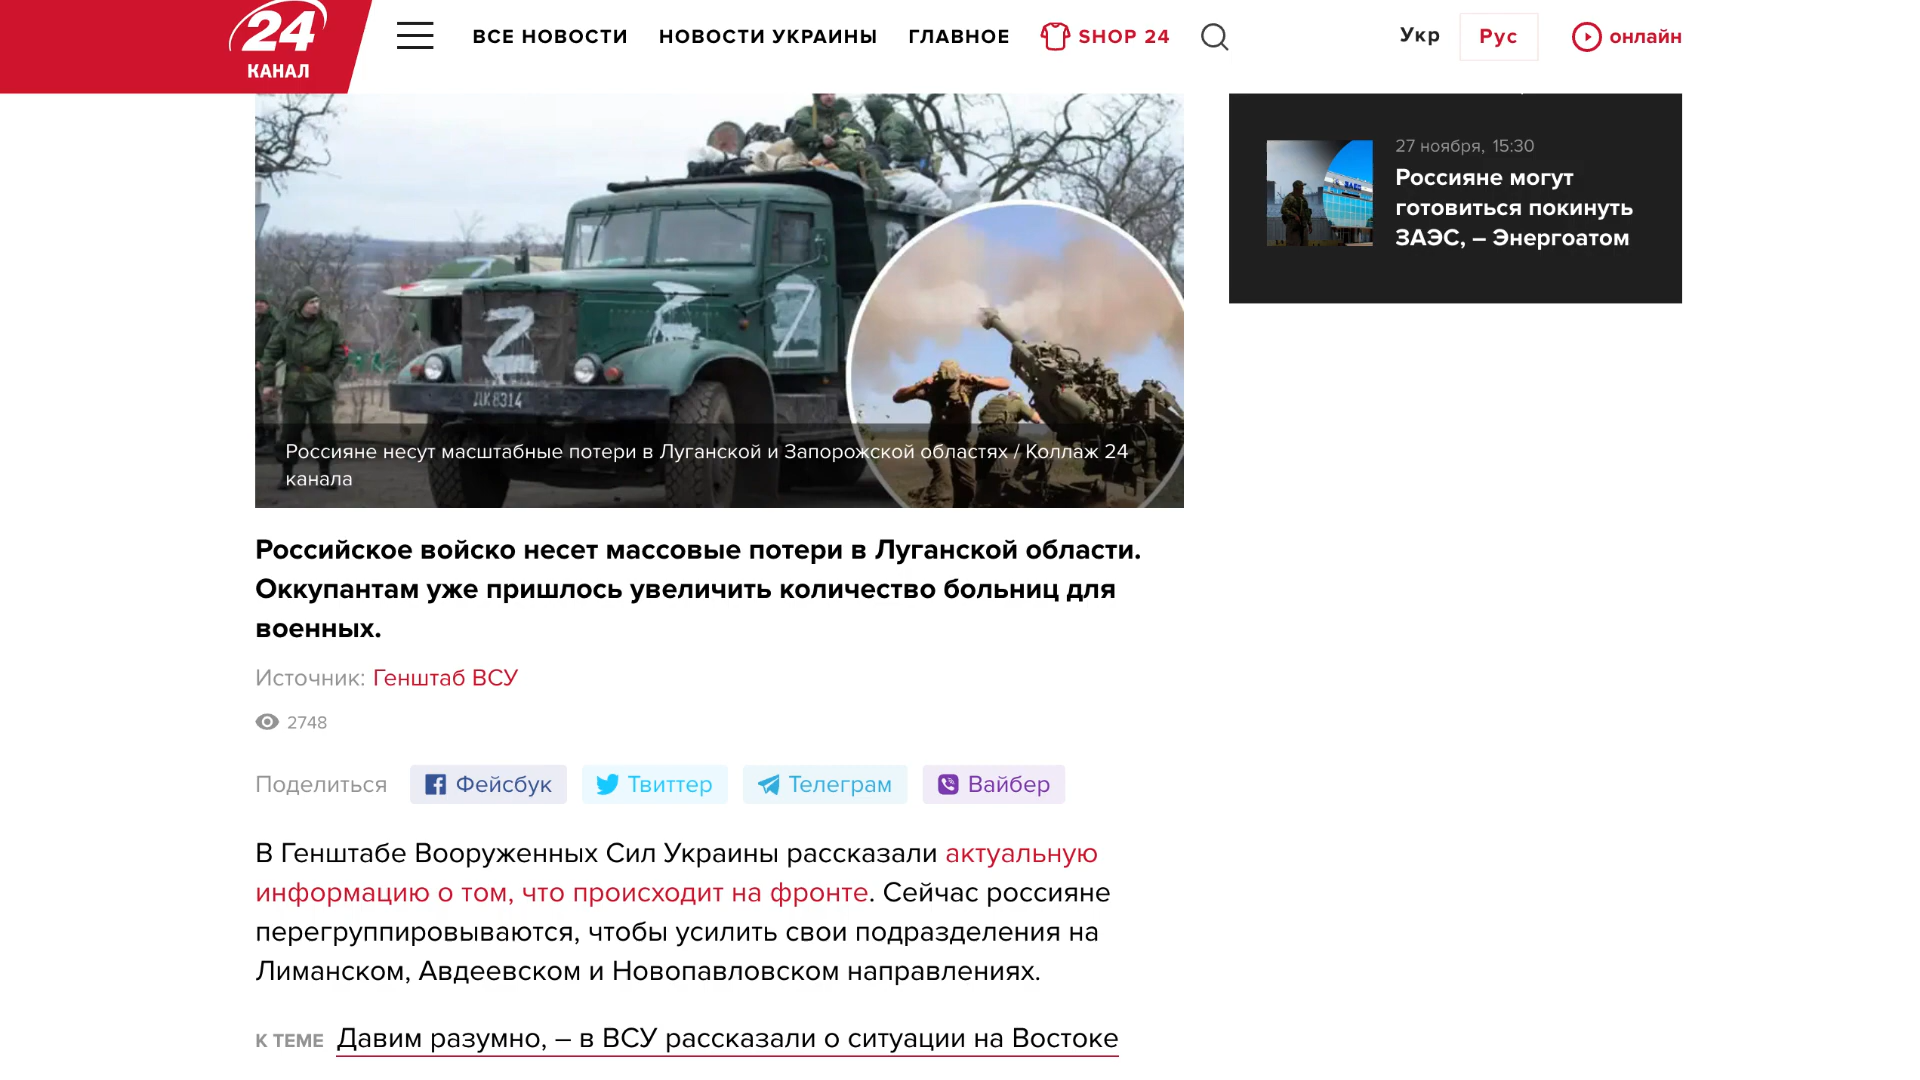 24
КАНАЛ
ВСЕ НОВОСТИ
НОВОСТИ УКРАИНЫ
ГЛАВНОЕ
SHOP 24
Укр
Рус
онлайн
Z
Z
Z
ДК 8314
Россияне несут масштабные потери в Луганской и Запорожской областях / Коллаж 24
канала
27 ноября, 15:30
Россияне могут
готовиться покинуть
ЗАЭС, – Энергоатом
Российское войско несет массовые потери в Луганской области.
Оккупантам уже пришлось увеличить количество больниц для
военных.
Источник: Генштаб ВСУ
2748
Поделиться
Фейсбук
Твиттер
Телеграм
Вайбер
В Генштабе Вооруженных Сил Украины рассказали актуальную
информацию о том, что происходит на фронте. Сейчас россияне
перегруппировываются, чтобы усилить свои подразделения на
Лиманском, Авдеевском и Новопавловском направлениях.
К ТЕМЕ Давим разумно, – в ВСУ рассказали о ситуации на Востоке